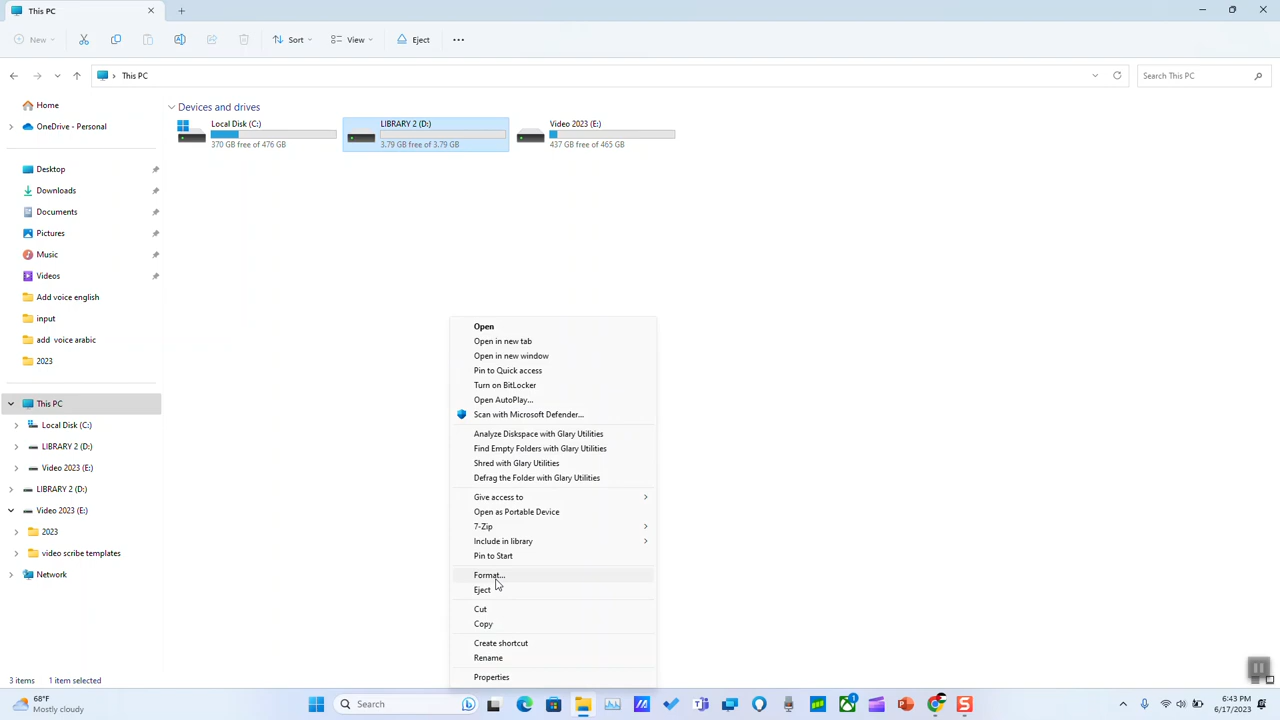 This PC
New
Sort
View
Eject
This PC
Search This PC
Home
OneDrive - Personal
Desktop
Downloads
Documents
Pictures
Music
Videos
Add voice english
input
add  voice arabic
2023
This PC
Local Disk (C:)
LIBRARY 2 (D:)
Video 2023 (E:)
LIBRARY 2 (D:)
Video 2023 (E:)
2023
video scribe templates
Network
Devices and drives
Local Disk (C:)
370 GB free of 476 GB
LIBRARY 2 (D:)
3.79 GB free of 3.79 GB
Video 2023 (E:)
437 GB free of 465 GB
Open
Open in new tab
Open in new window
Pin to Quick access
Turn on BitLocker
Open AutoPlay...
Scan with Microsoft Defender...
Analyze Diskspace with Glary Utilities
Find Empty Folders with Glary Utilities
Shred with Glary Utilities
Defrag the Folder with Glary Utilities
Give access to
Open as Portable Device
7-Zip
Include in library
Pin to Start
Format...
Eject
Cut
Copy
Create shortcut
Rename
Properties
3 items
1 item selected
68°F
Mostly cloudy
Search
1
6:43 PM
6/17/2023